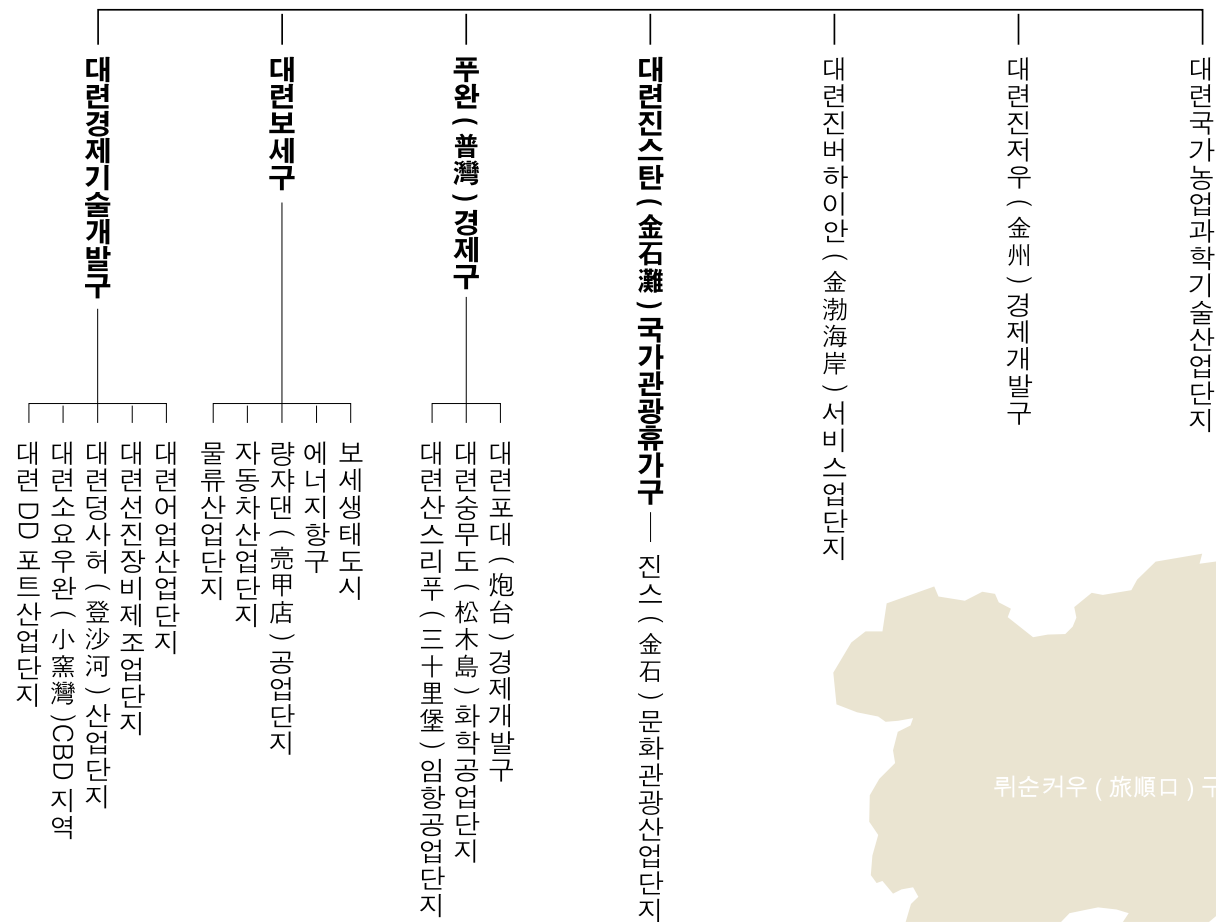 대련경제기술개발구
대련보세구
푸완(普灣)경제구
대련진스탄(金石灘)국가관광휴가구
대련진버하이안(金渤海岸)서비스업단지
대련진저우(金州)경제개발구
대련국가농업과학기술산업단지
대련 DD 포트산업단지
대련소요우완(小窯灣)CBD 지역
대련덩사허(登沙河)산업단지
대련선진장비제조업단지
대련어업산업단지
물류산업단지
자동차산업단지
량쟈댄(亮甲店)공업단지
에너지항구
보세생태도시
대련산스리푸(三十里堡)임항공업단지
대련숭무도(松木島)화학공업단지
대련포대(炮台)경제개발구
진스(金石)문화관광산업단지
뤼순커우(旅順口)구